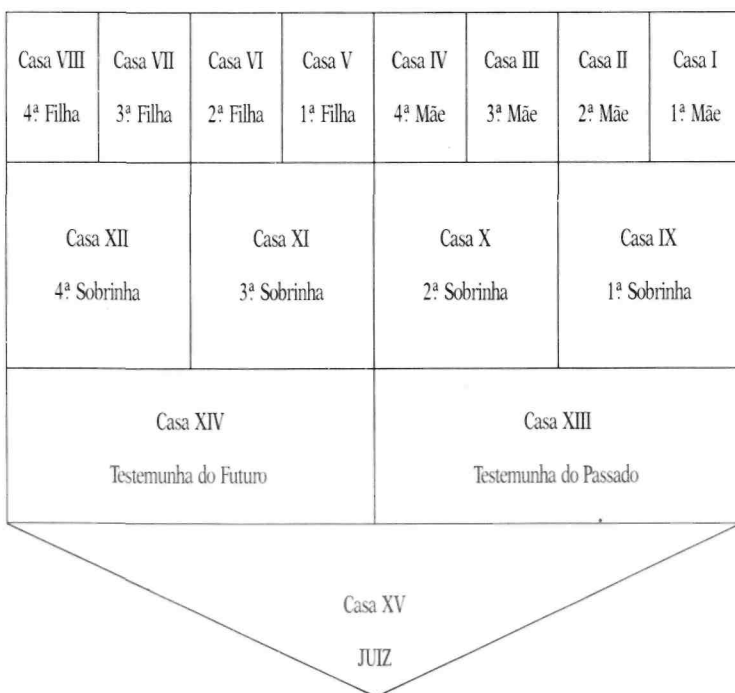 Casa VIII
4ª Filha
Casa VII
3ª Filha
Casa VI
2ª Filha
Casa V
1ª Filha
Casa IV
4ª Mãe
Casa III
3ª Mãe
Casa II
2ª Mãe
Casa I
1ª Mãe
Casa XII
4ª Sobrinha
Casa XI
3ª Sobrinha
Casa X
2ª Sobrinha
Casa IX
1ª Sobrinha
Casa XIV
Testemunha do Futuro
Casa XIII
Testemunha do Passado
Casa XV
JUIZ